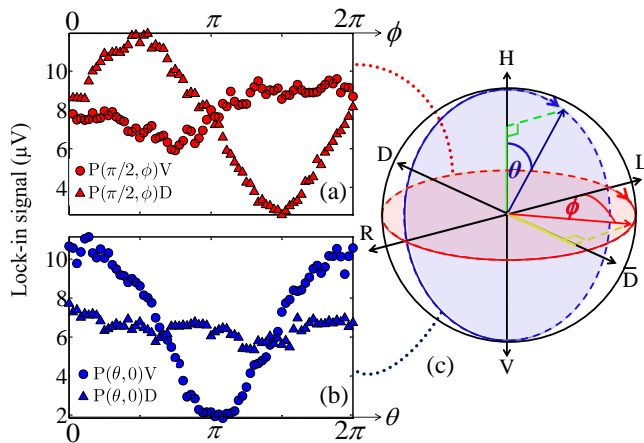 0 π 2π ϕ
10
8
6
4
P(π/2,ϕ)V
P(π/2,ϕ)D
(a)
Lock-in signal (μV)
10
8
6
4
2
P(θ,0)V
P(θ,0)D
(b)
0 π 2π θ
H
D
L
θ
ϕ
R
D̅
V
(c)